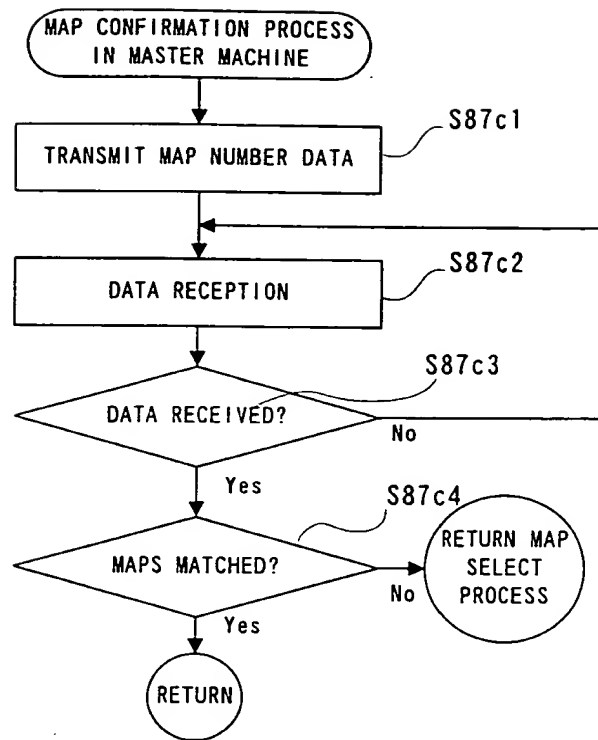 MAP CONFIRMATION PROCESS
IN MASTER MACHINE
S87c1
TRANSMIT MAP NUMBER DATA
S87c2
DATA RECEPTION
S87c3
DATA RECEIVED?
No
Yes
S87c4
MAPS MATCHED?
No
RETURN MAP
SELECT
PROCESS
Yes
RETURN